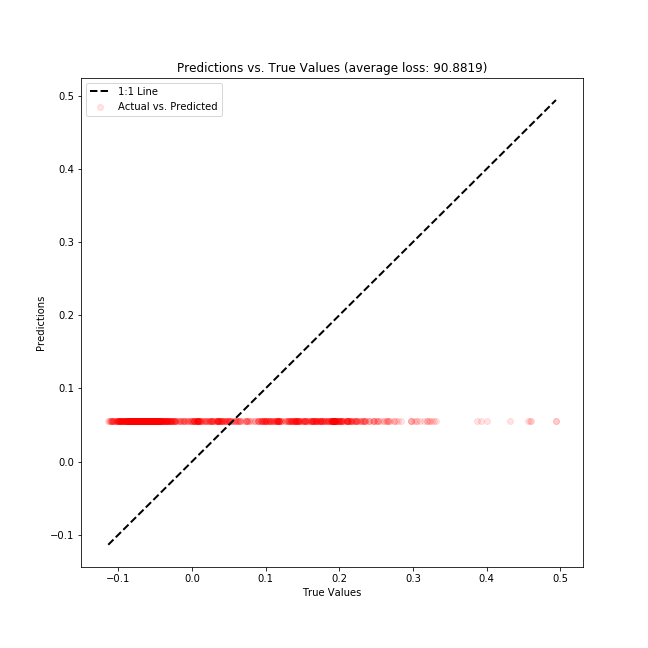 Predictions vs. True Values (average loss: 90.8819)
1:1 Line
Actual vs. Predicted
0.5
0.4
0.3
0.2
0.1
0.0
−0.1
Predictions
−0.1 0.0 0.1 0.2 0.3 0.4 0.5
True Values